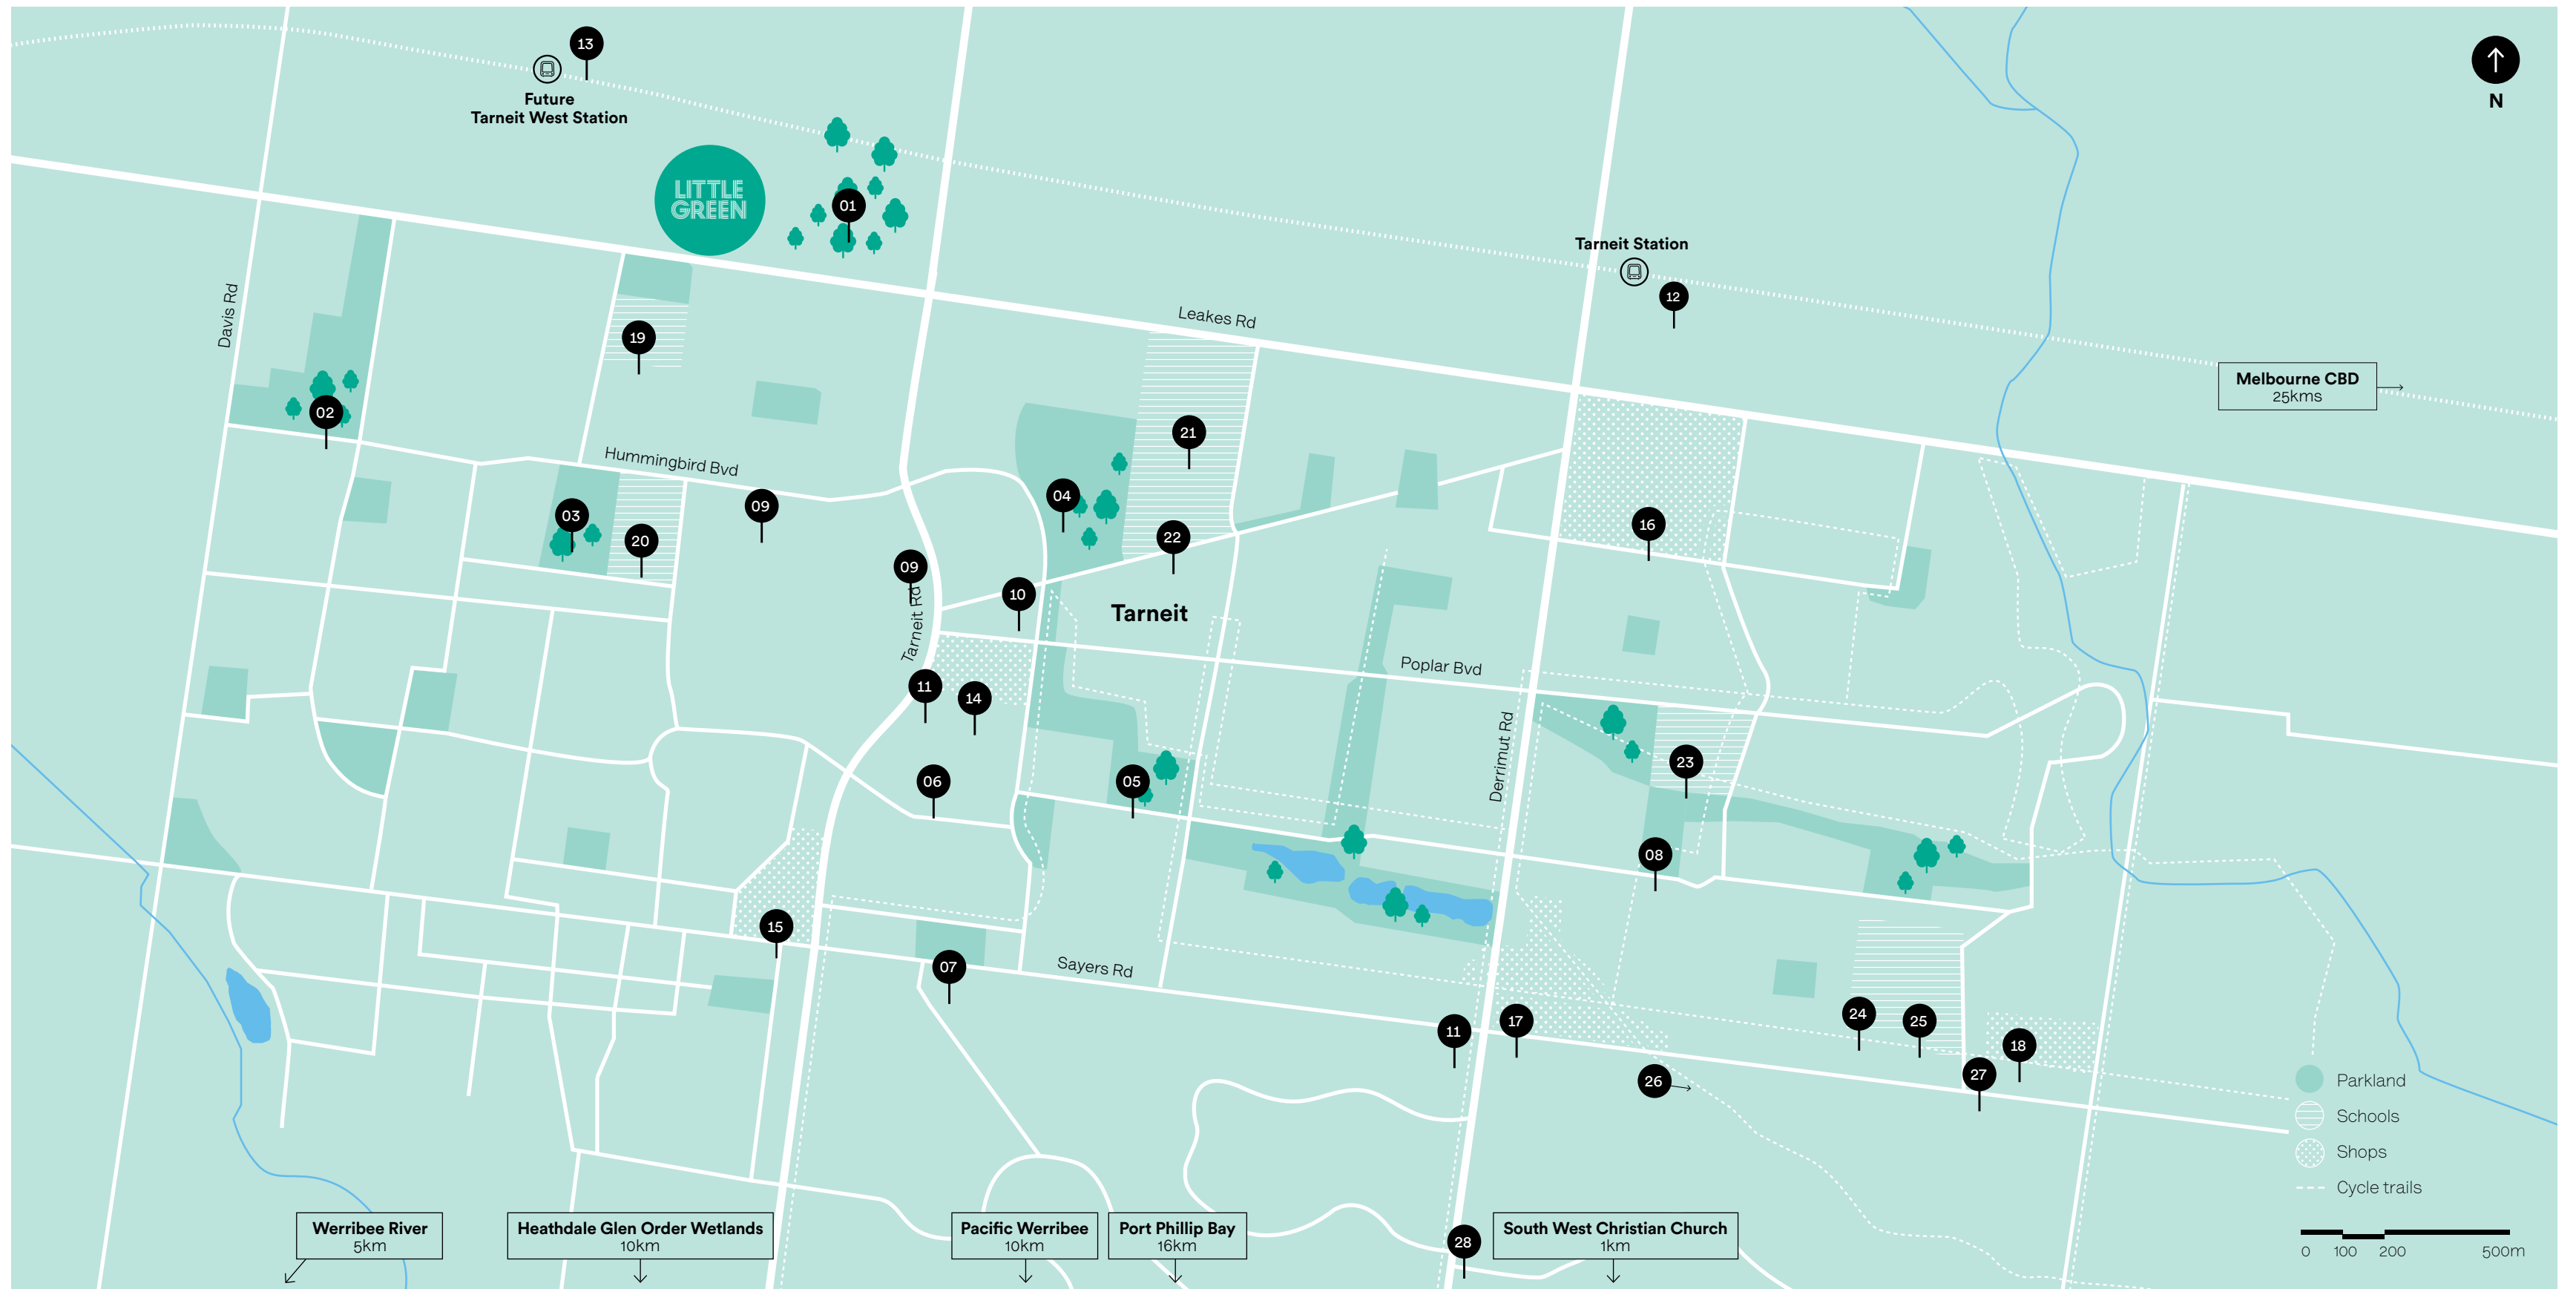 13
Future
Tarneit West Station
N
LITTLE
GREEN
01
Tarneit Station
12
Davis Rd
19
Leakes Rd
Melbourne CBD
25kms
02
21
Hummingbird Bvd
03
09
04
20
22
16
09
10
Tarneit Rd
Tarneit
Poplar Bvd
11
14
Derrimut Rd
06
05
23
08
15
07
Sayers Rd
11
17
24
25
18
26
27
Parkland
Schools
Shops
Cycle trails
Werribee River
5km
Heathdale Glen Order Wetlands
10km
Pacific Werribee
10km
Port Phillip Bay
16km
28
South West Christian Church
1km
0 100 200 500m